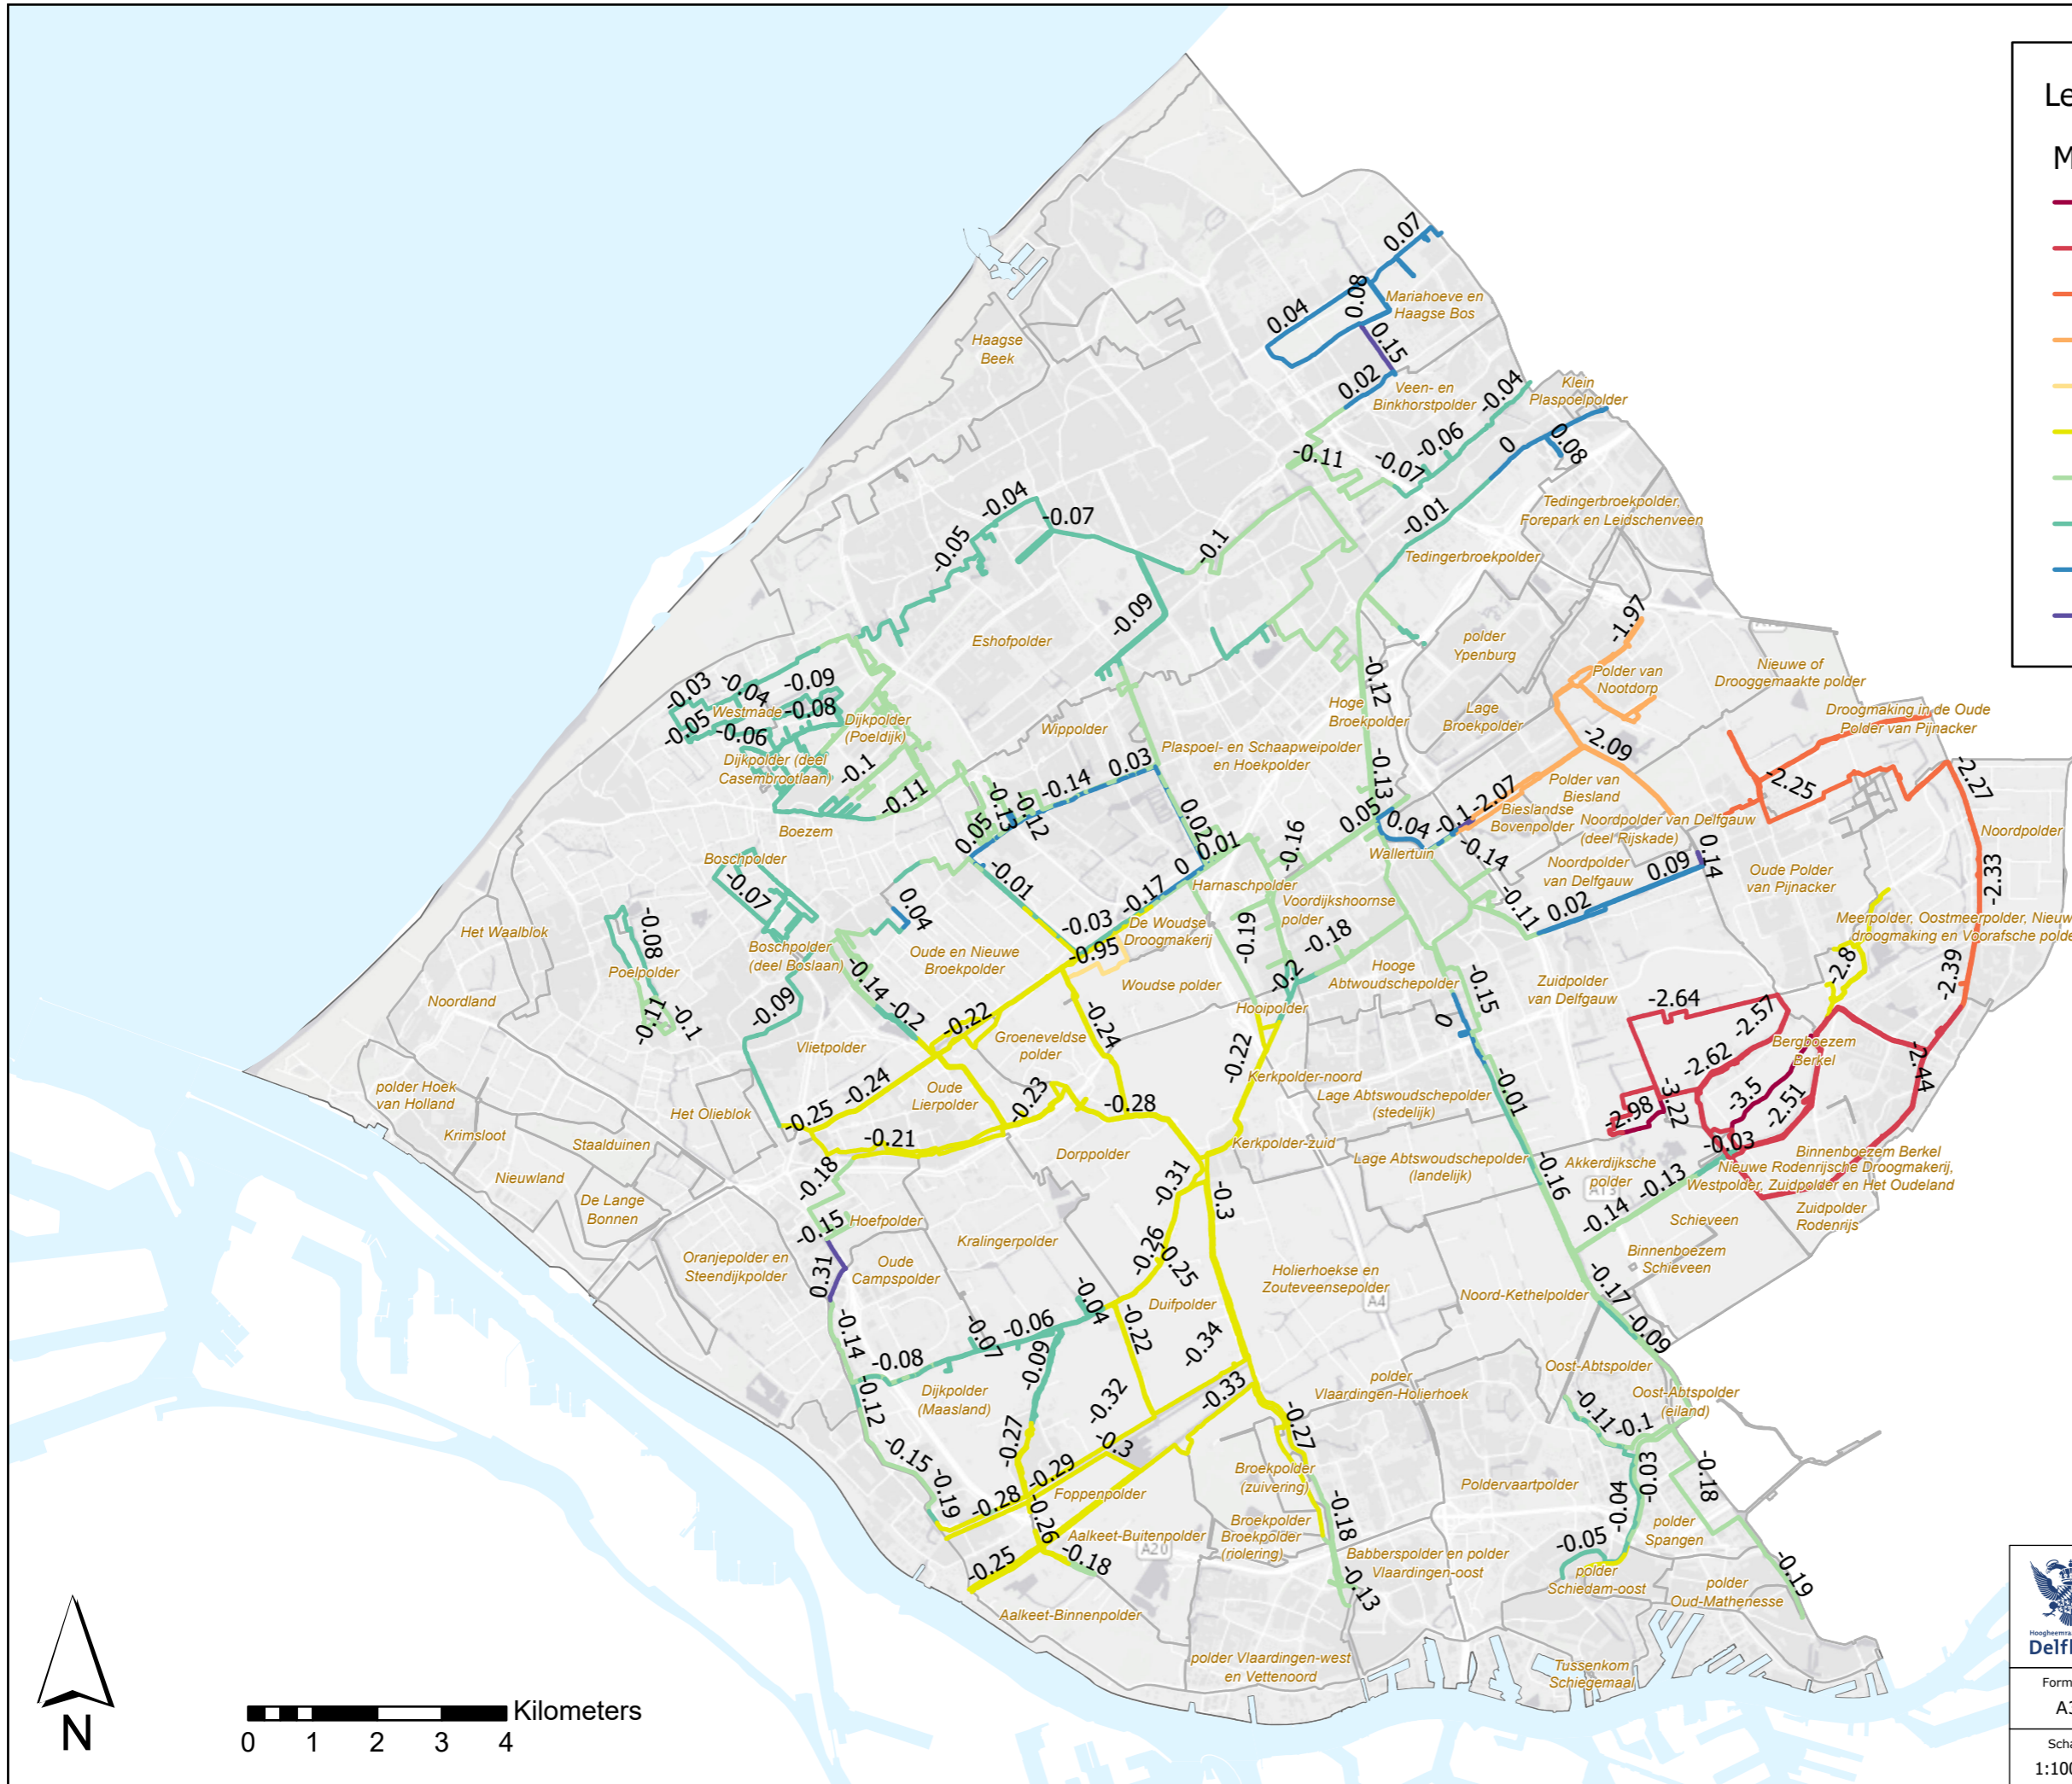 Le
M
0.07
0.08
0.04
Mariahoeve en
Haagse Bos
0.15
Haagse
Beek
0.02
Veen- en
Binkhorstpolder
-0.04
Klein
Plaspoelpolder
-0.11
-0.07
-0.06
0
0.08
-0.04
-0.07
-0.05
-0.1
-0.01
Tedingerbroekpolder,
Forepark en Leidschenveen
Tedingerbroekpolder
-0.09
Eshofpolder
-1.97
polder
Ypenburg
Polder van
Nootdorp
Nieuwe of
Drooggemaakte polder
-0.12
-0.03
-0.04
-0.09
-0.05
Westmade
-0.08
-0.06
Dijkpolder
(Poeldijk)
Dijkpolder (deel
Casembrootlaan)
-0.1
-0.11
Wippolder
Hoge
Broekpolder
Lage
Broekpolder
Droogmaking in de Oude
Polder van Pijnacker
Plaspoel- en Schaapweipolder
en Hoekpolder
-2.09
-2.25
-2.27
-0.14
0.03
-0.13
-0.12
-0.13
Polder van
Biesland
-2.07
-0.1
Bieslandse
Bovenpolder
Noordpolder van Delfgauw
(deel Rijskade)
Noordpolder
Boezem
0.05
0.02
0.01
-0.16
0.05
0.04
Wallertuin
-0.14
Noordpolder
van Delfgauw
0.09
0.14
Oude Polder
van Pijnacker
-2.33
Boschpolder
-0.07
-0.01
0
-0.17
Harnaschpolder
Voordijkshoornse
polder
-0.11
0.02
Het Waalblok
-0.08
0.04
-0.03
De Woudse
Droogmakerij
-0.19
-0.18
Meerpolder, Oostmeerpolder, Nieuw
droogmaking en Voorafsche polde
Poelpolder
Boschpolder
(deel Boslaan)
Oude en Nieuwe
Broekpolder
-0.95
Woudse polder
-0.2
Hooge
Abtwoudschepolder
-0.15
Zuidpolder
van Delfgauw
-2.8
-2.39
Noordland
-0.14
-0.09
-0.2
-0.22
Hooipolder
0
-2.64
-2.57
-0.11
-0.1
Vlietpolder
Groeneveldse
polder
-0.24
-0.22
-2.62
Bergboezem
Berkel
-2.44
polder Hoek
van Holland
-0.24
Oude
Lierpolder
-0.23
-0.28
Kerkpolder-noord
Lage Abtswoudschepolder
(stedelijk)
-0.01
-2.98
-3.22
-3.5
-2.51
Het Olieblok
-0.25
-0.21
Krimsloot
Staalduinen
Dorppolder
Kerkpolder-zuid
-0.03
Lage Abtswoudschepolder
(landelijk)
-0.16
Akkerdijksche
polder
A13
-0.13
Binnenboezem Berkel
Nieuwe Rodenrijsche Droogmakerij,
Westpolder, Zuidpolder en Het Oudeland
Nieuwland
-0.18
-0.31
-0.3
De Lange
Bonnen
-0.15
Hoefpolder
-0.14
Schieveen
Zuidpolder
Rodenrijs
Kralingerpolder
-0.26
-0.25
Oranjepolder en
Steendijkpolder
0.31
Oude
Campspolder
Holierhoekse en
Zouteveensepolder
A4
Binnenboezem
Schieveen
-0.17
Noord-Kethelpolder
-0.04
Duifpolder
-0.14
-0.07
-0.06
-0.22
-0.34
-0.09
-0.08
-0.09
Oost-Abtspolder
Dijkpolder
(Maasland)
-0.12
-0.32
-0.33
polder
Vlaardingen-Holierhoek
Oost-Abtspolder
(eiland)
-0.11
-0.1
-0.27
-0.3
-0.27
-0.15
-0.29
Broekpolder
(zuivering)
Poldervaartpolder
-0.03
-0.18
-0.19
-0.28
Foppenpolder
-0.26
-0.18
-0.04
Aalkeet-Buitenpolder
A20
Broekpolder
Broekpolder
(riolering)
polder
Spangen
-0.25
-0.18
Babberspolder en polder
Vlaardingen-oost
-0.05
-0.13
polder
Schiedam-oost
polder
Oud-Mathenesse
-0.19
Aalkeet-Binnenpolder
polder Vlaardingen-west
en Vettenoord
Tussenkom
Schiegemaal
N
Kilometers
0 1 2 3 4
Hoogheemra
Delfl
Form
A3
Scha
1:100